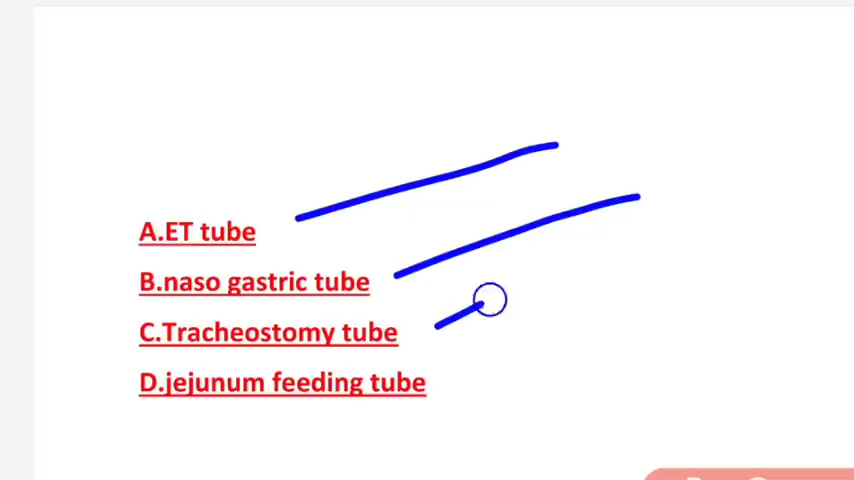 A.ET tube
B.naso gastric tube
C.Tracheostomy tube
D.jejunum feeding tube